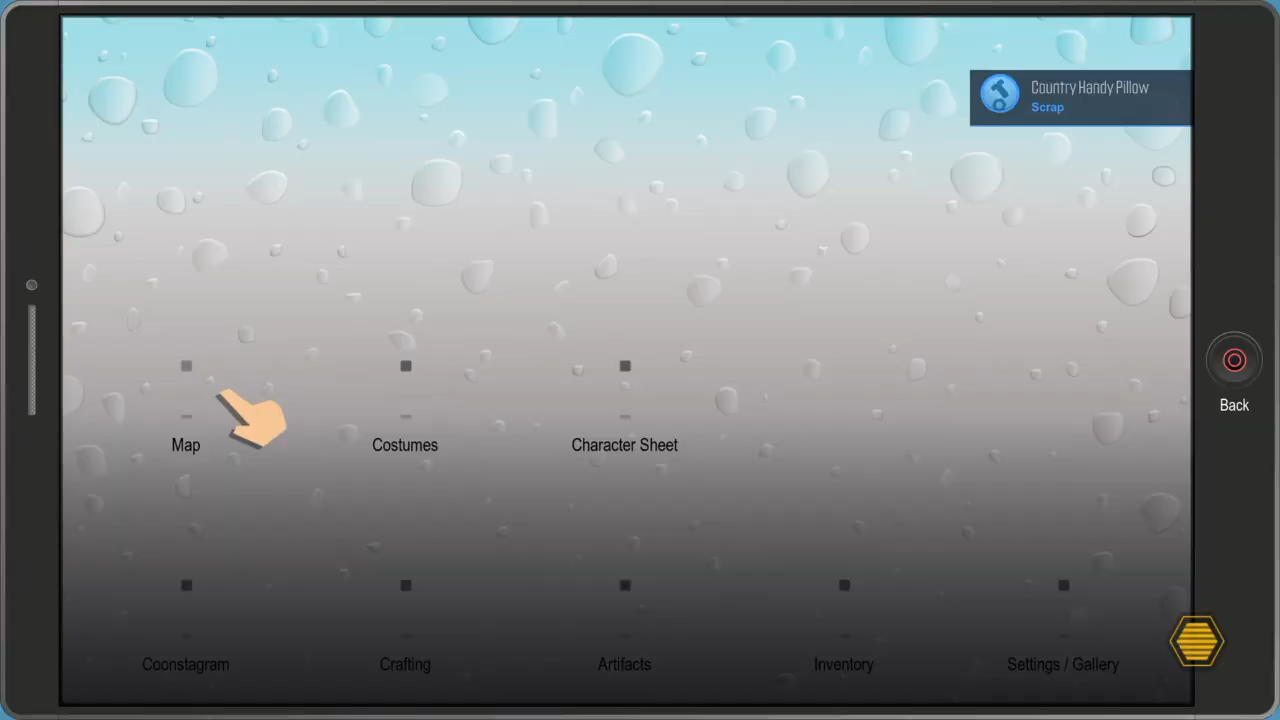 Country Handy Pillow
Scrap
Back
Map
Costumes
Character Sheet
Coonstagram
Crafting
Artifacts
Inventory
Settings / Gallery